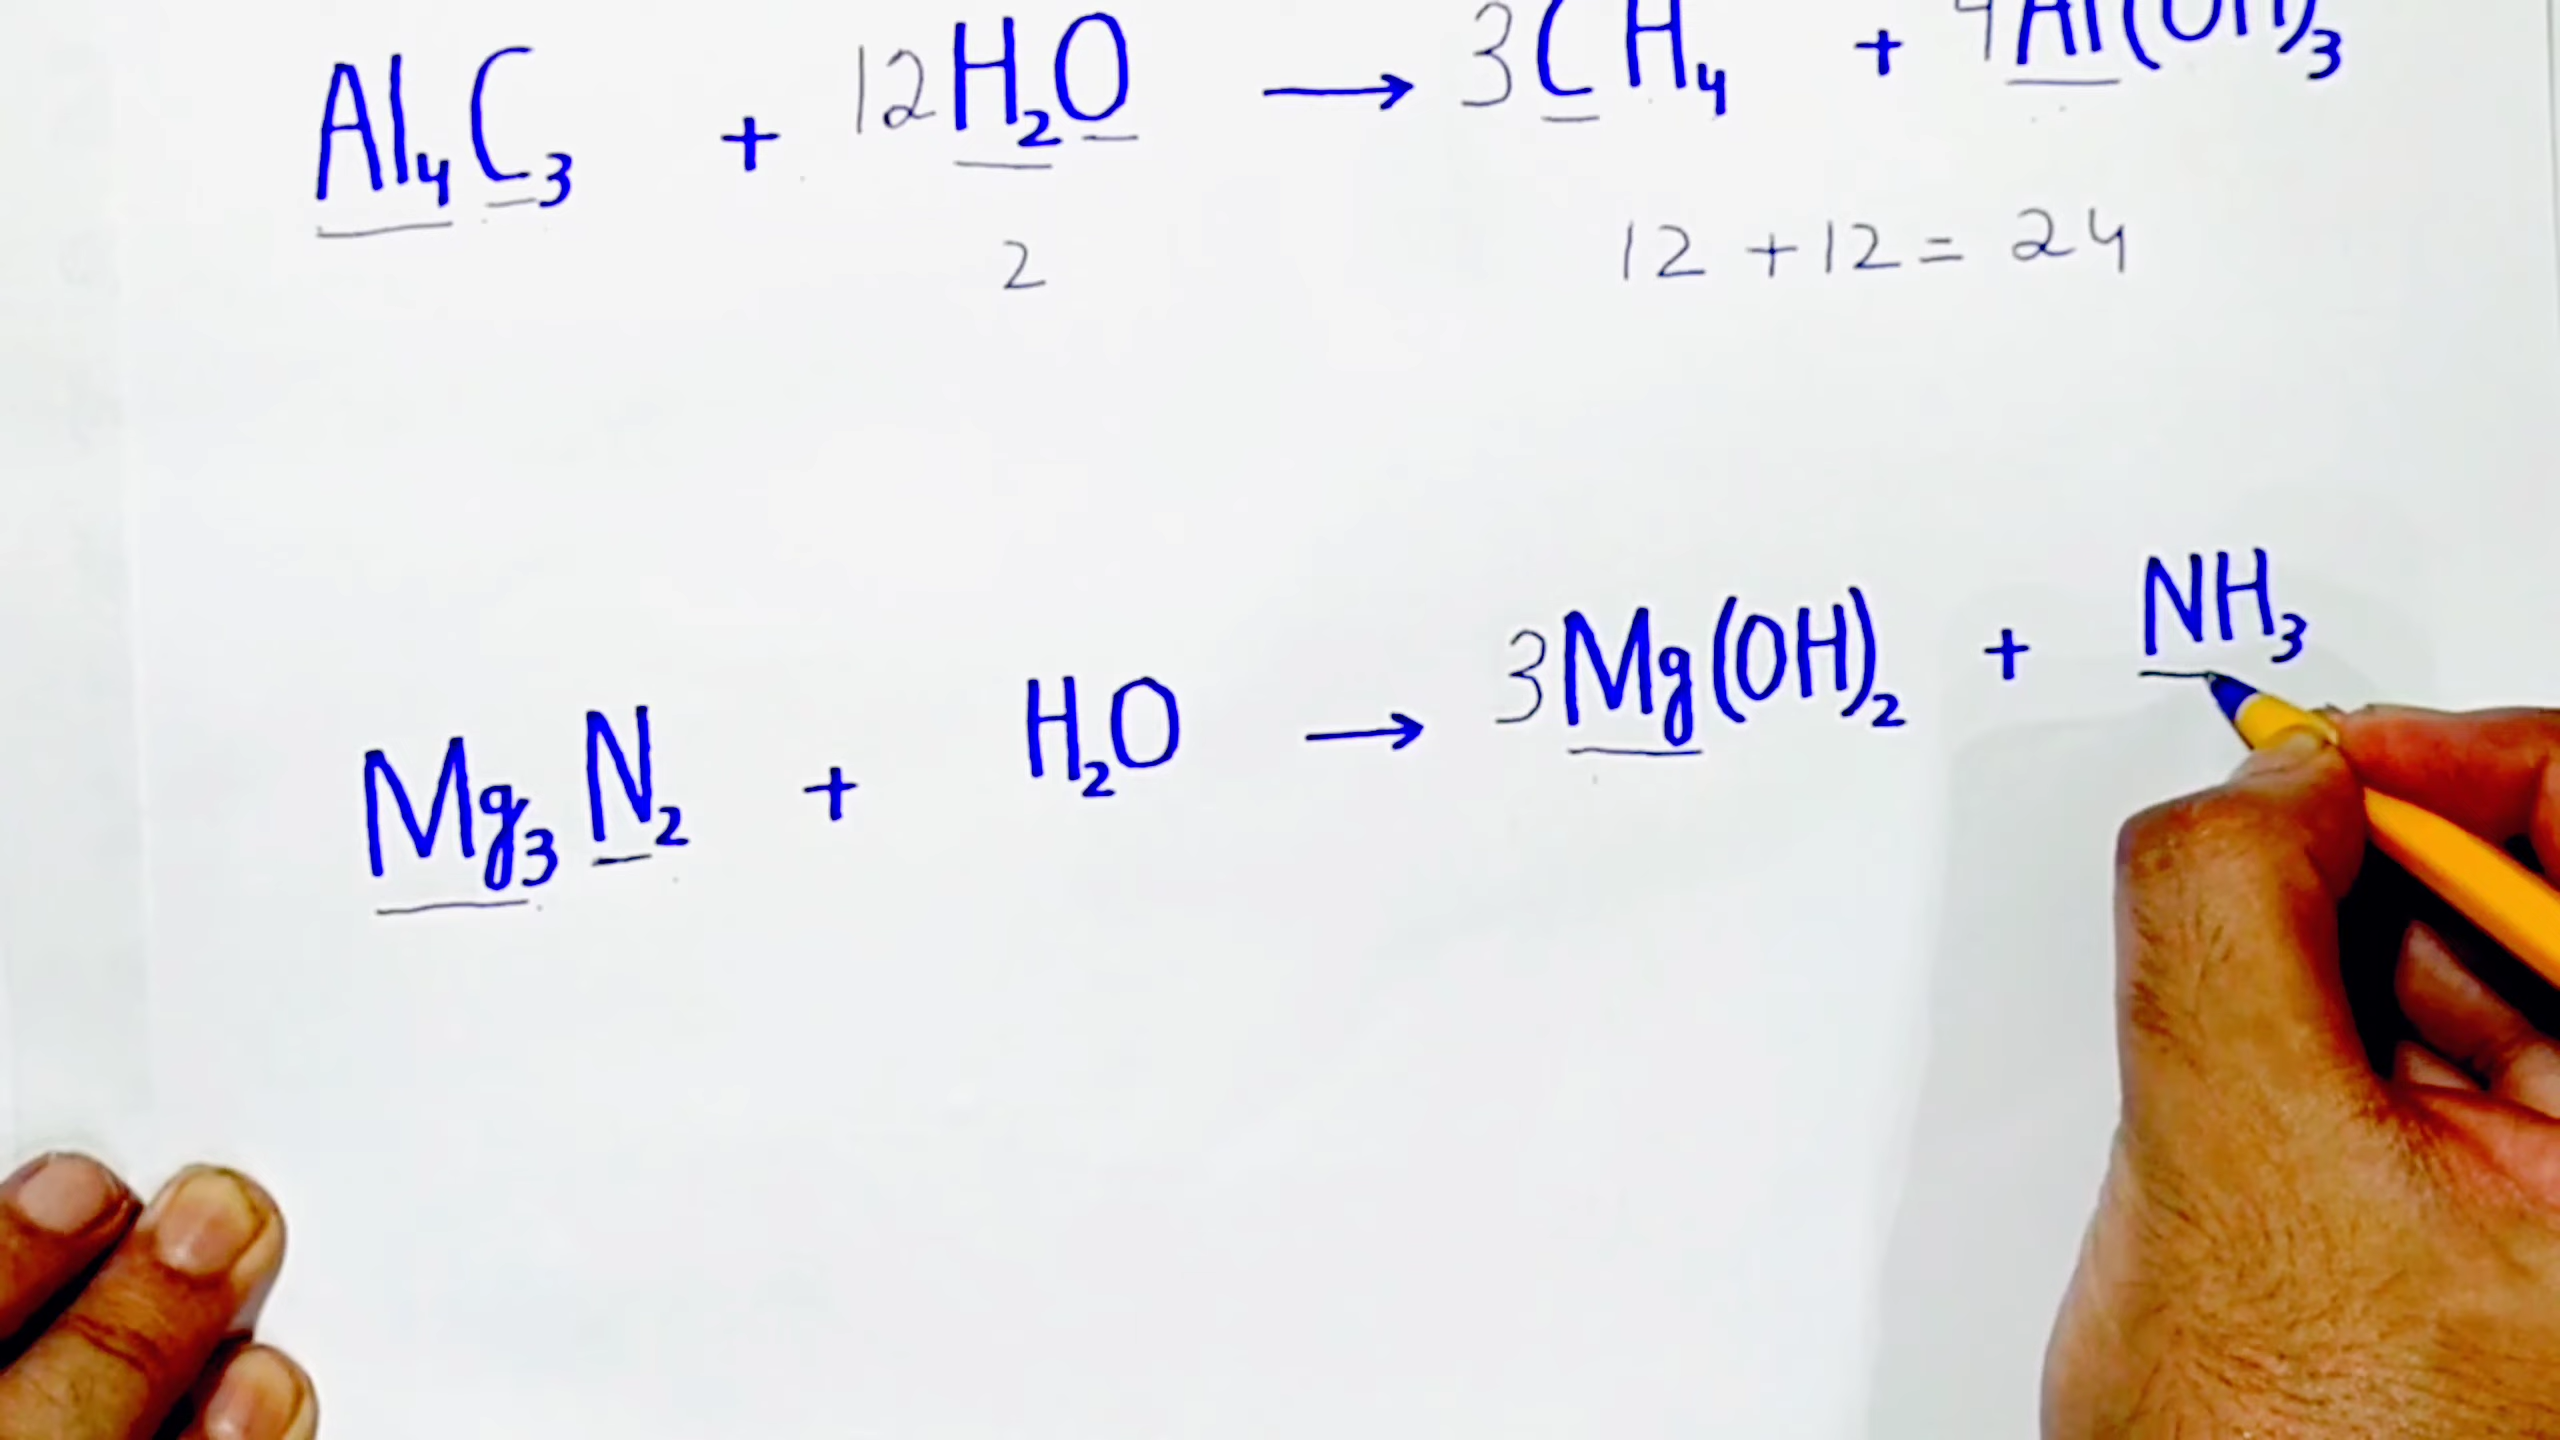 Al₄C₃ + 12H₂O → 3CH₄ + 4Al(OH)₃
2 12 + 12 = 24
Mg₃N₂ + H₂O → 3Mg(OH)₂ + NH₃